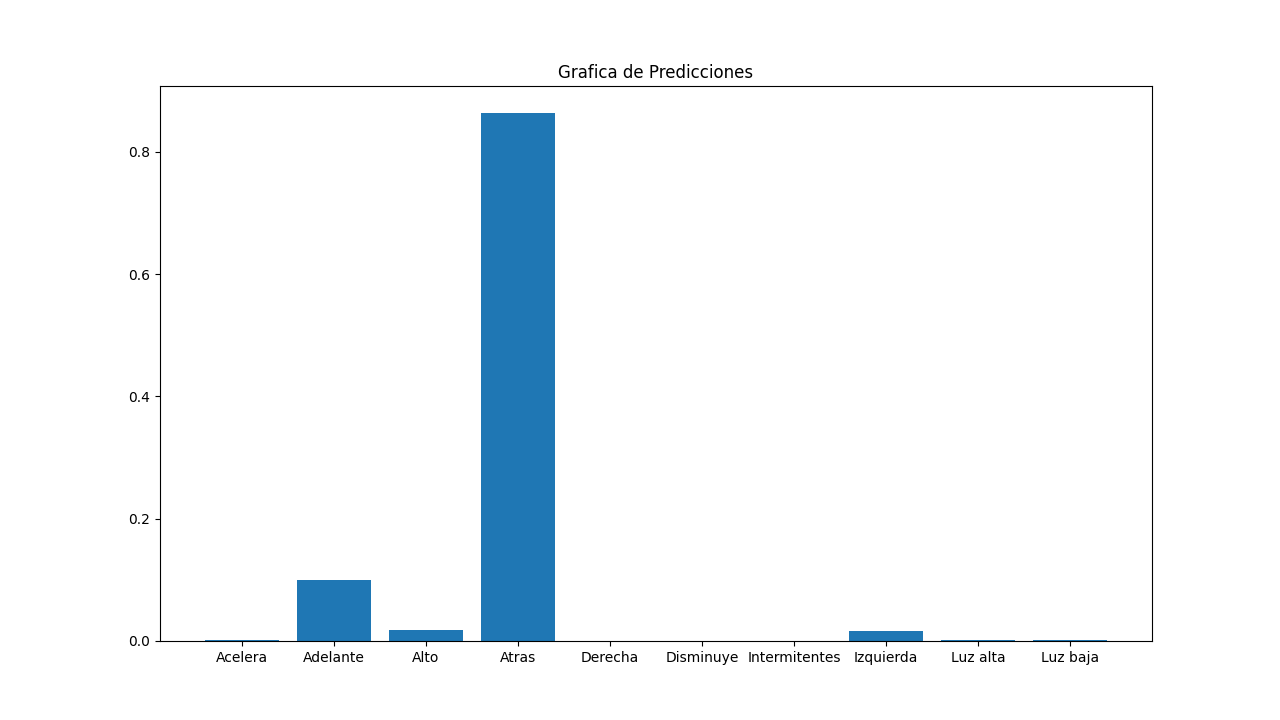 Grafica de Predicciones
0.8
0.6
0.4
0.2
0.0
Acelera Adelante Alto Atras Derecha Disminuye Intermitentes Izquierda Luz alta Luz baja